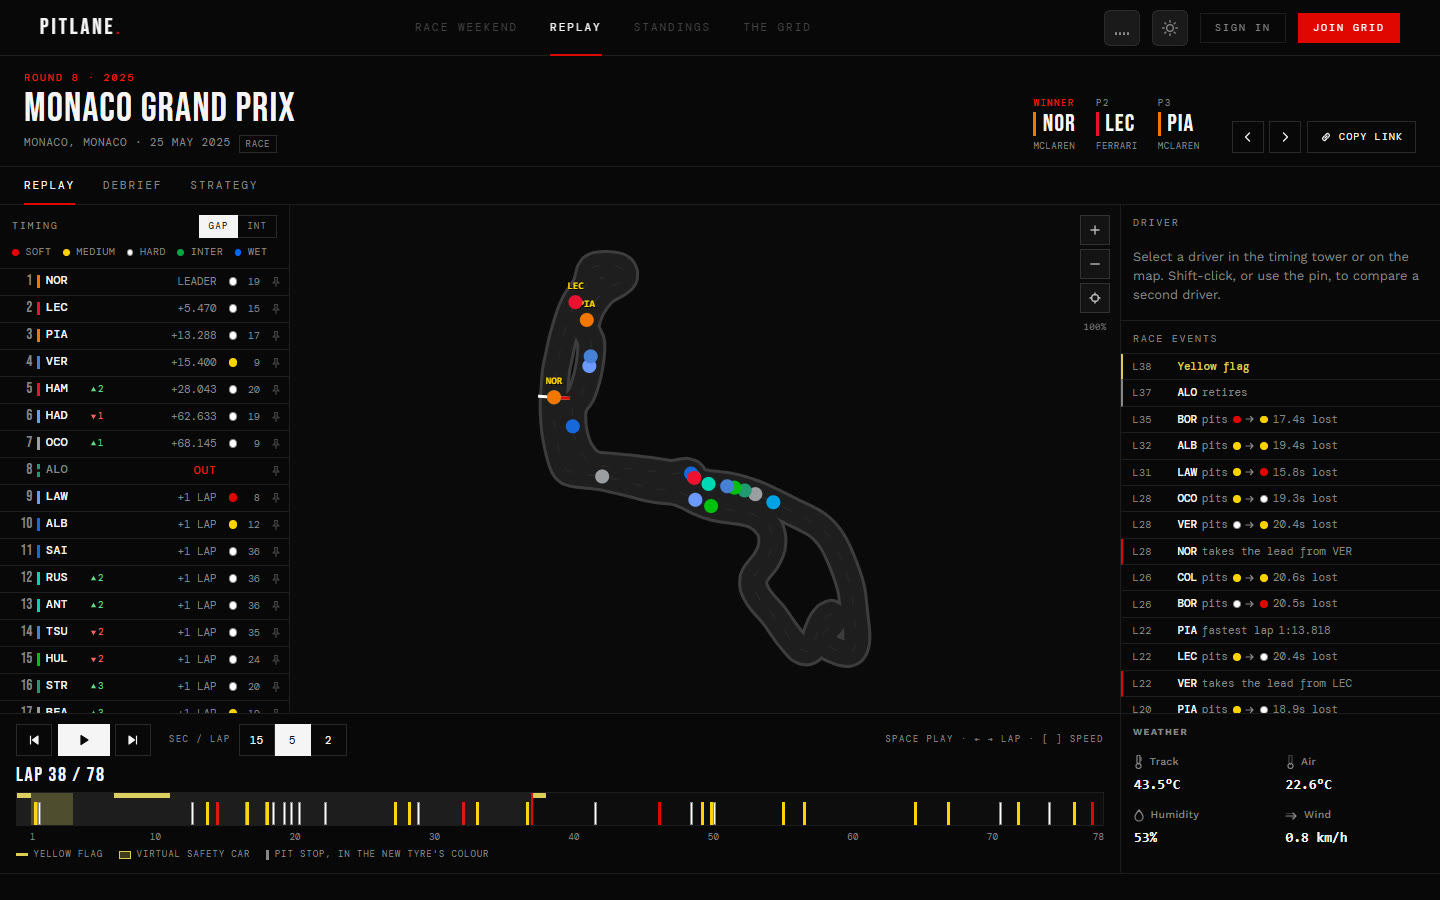 PITLANE.
RACE WEEKEND REPLAY STANDINGS THE GRID
SIGN IN JOIN GRID
ROUND 8 · 2025
MONACO GRAND PRIX
MONACO, MONACO · 25 MAY 2025 RACE
WINNER P2 P3
NOR LEC PIA
MCLAREN FERRARI MCLAREN
COPY LINK
REPLAY DEBRIEF STRATEGY
TIMING GAP INT
SOFT MEDIUM HARD INTER WET
1 NOR LEADER 19
2 LEC +5.470 15
3 PIA +13.288 17
4 VER +15.400 9
5 HAM ▲2 +28.043 20
6 HAD ▼1 +62.633 19
7 OCO ▲1 +68.145 9
8 ALO OUT
9 LAW +1 LAP 8
10 ALB +1 LAP 12
11 SAI +1 LAP 36
12 RUS ▲2 +1 LAP 36
13 ANT ▲2 +1 LAP 36
14 TSU ▼2 +1 LAP 35
15 HUL ▼2 +1 LAP 24
16 STR ▲3 +1 LAP 20
17 BEA ▲3 +1 LAP 19
LEC
PIA
NOR
+
−
100%
DRIVER
Select a driver in the timing tower or on the
map. Shift-click, or use the pin, to compare a
second driver.
RACE EVENTS
L38 Yellow flag
L37 ALO retires
L35 BOR pits → 17.4s lost
L32 ALB pits → 19.4s lost
L31 LAW pits → 15.8s lost
L28 OCO pits → 19.3s lost
L28 VER pits → 20.4s lost
L28 NOR takes the lead from VER
L26 COL pits → 20.6s lost
L26 BOR pits → 20.5s lost
L22 PIA fastest lap 1:13.818
L22 LEC pits → 20.4s lost
L22 VER takes the lead from LEC
L20 PIA pits → 18.9s lost
SEC / LAP 15 5 2
SPACE PLAY · ← → LAP · [ ] SPEED
LAP 38 / 78
1 10 20 30 40 50 60 70 78
YELLOW FLAG VIRTUAL SAFETY CAR PIT STOP, IN THE NEW TYRE'S COLOUR
WEATHER
Track Air
43.5°C 22.6°C
Humidity Wind
53% 0.8 km/h